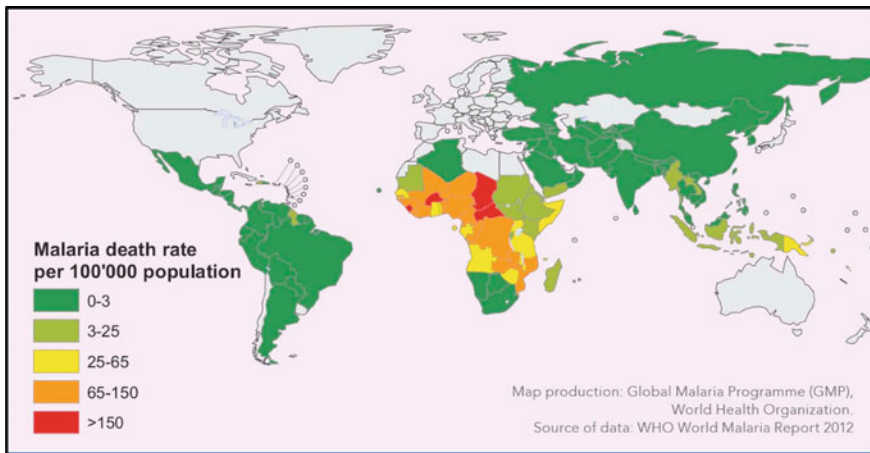 Malaria death rate
per 100'000 population
0-3
3-25
25-65
65-150
>150
Map production: Global Malaria Programme (GMP),
World Health Organization.
Source of data: WHO World Malaria Report 2012